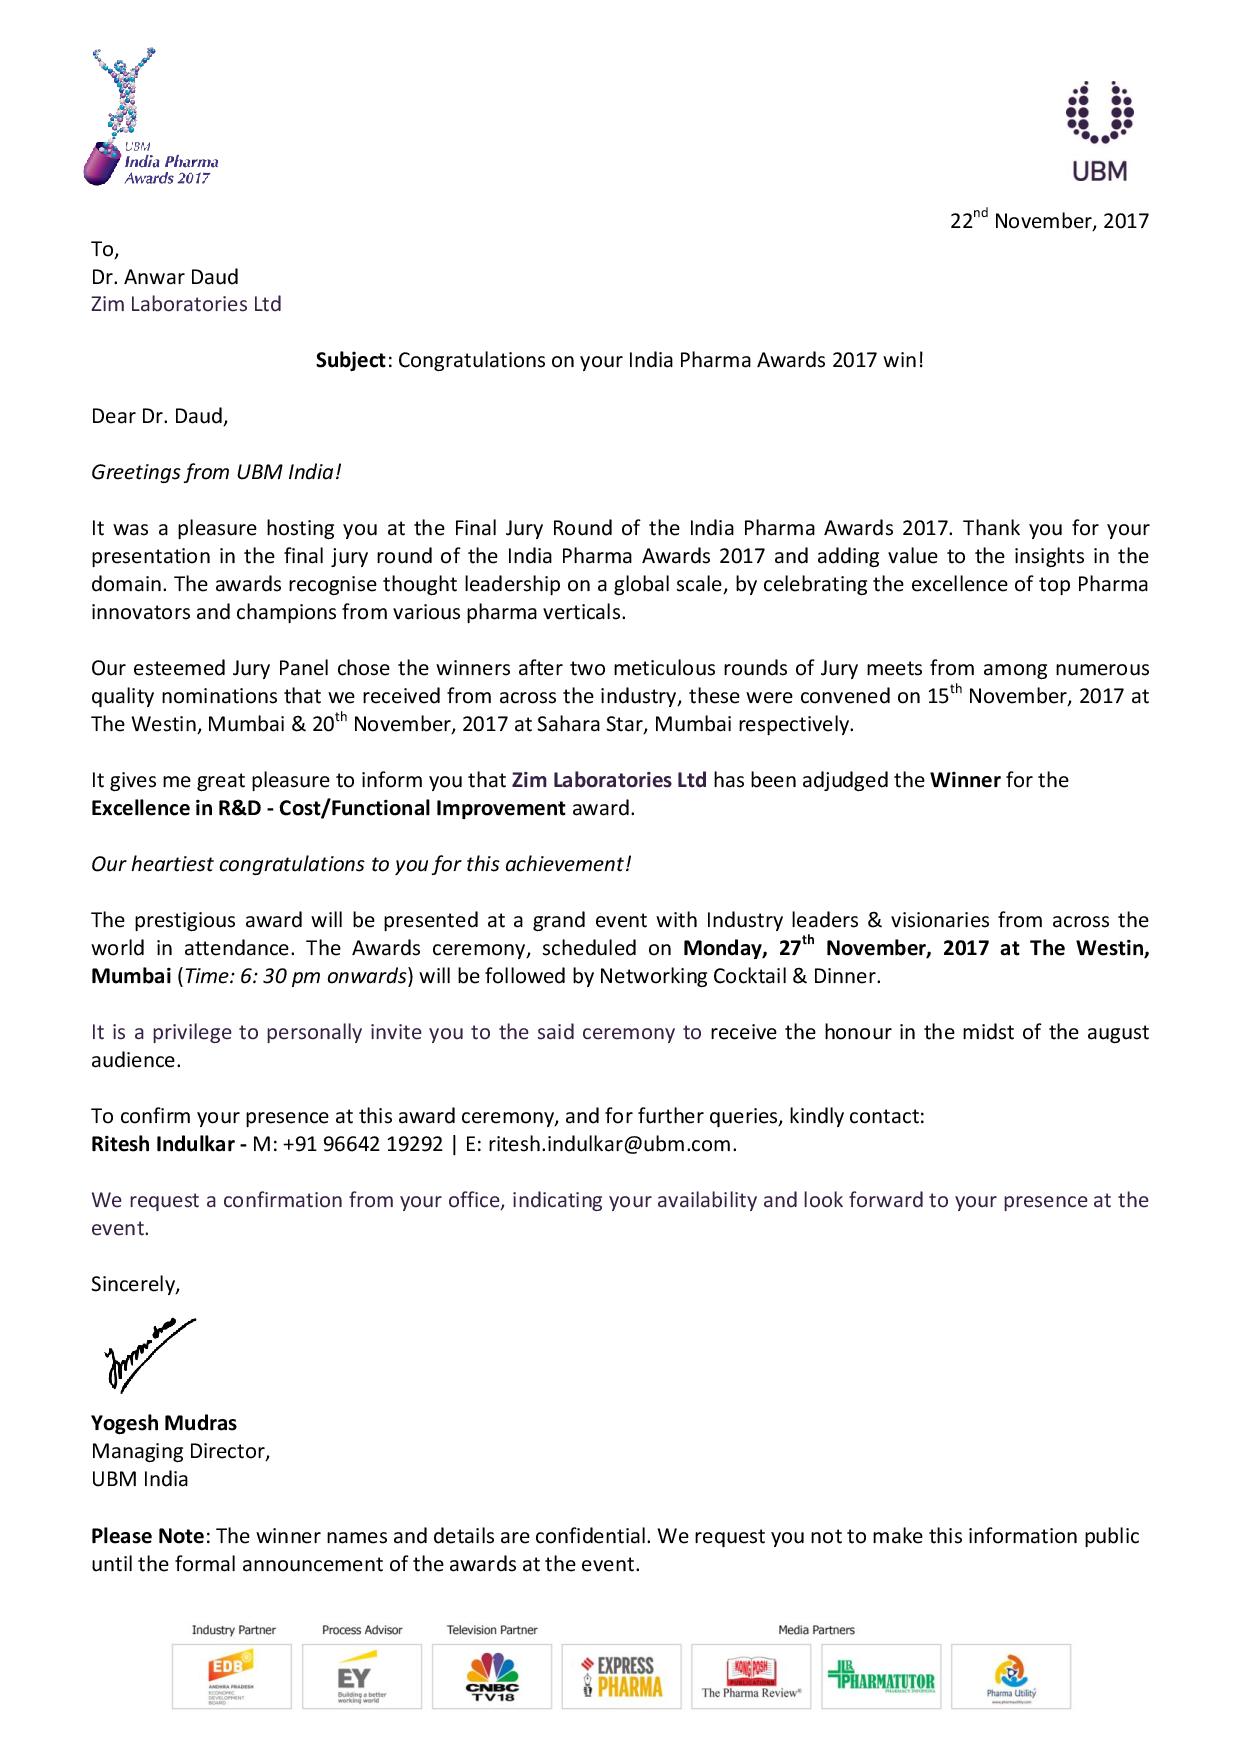 UBM
India Pharma
Awards 2017
UBM
22nd November, 2017
To,
Dr. Anwar Daud
Zim Laboratories Ltd
Subject: Congratulations on your India Pharma Awards 2017 win!
Dear Dr. Daud,
Greetings from UBM India!
It was a pleasure hosting you at the Final Jury Round of the India Pharma Awards 2017. Thank you for your
presentation in the final jury round of the India Pharma Awards 2017 and adding value to the insights in the
domain. The awards recognise thought leadership on a global scale, by celebrating the excellence of top Pharma
innovators and champions from various pharma verticals.
Our esteemed Jury Panel chose the winners after two meticulous rounds of Jury meets from among numerous
quality nominations that we received from across the industry, these were convened on 15th November, 2017 at
The Westin, Mumbai & 20th November, 2017 at Sahara Star, Mumbai respectively.
It gives me great pleasure to inform you that Zim Laboratories Ltd has been adjudged the Winner for the
Excellence in R&D - Cost/Functional Improvement award.
Our heartiest congratulations to you for this achievement!
The prestigious award will be presented at a grand event with Industry leaders & visionaries from across the
world in attendance. The Awards ceremony, scheduled on Monday, 27th November, 2017 at The Westin,
Mumbai (Time: 6: 30 pm onwards) will be followed by Networking Cocktail & Dinner.
It is a privilege to personally invite you to the said ceremony to receive the honour in the midst of the august
audience.
To confirm your presence at this award ceremony, and for further queries, kindly contact:
Ritesh Indulkar - M: +91 96642 19292 | E: ritesh.indulkar@ubm.com.
We request a confirmation from your office, indicating your availability and look forward to your presence at the
event.
Sincerely,
Yogesh Mudras
Managing Director,
UBM India
Please Note: The winner names and details are confidential. We request you not to make this information public
until the formal announcement of the awards at the event.
Industry Partner
Process Advisor
Television Partner
Media Partners
EDB
ANDHRA PRADESH
ECONOMIC
DEVELOPMENT
BOARD
EY
Building a better
working world
CNBC
TV18
EXPRESS
PHARMA
KONGPOSH
PUBLICATIONS
The Pharma Review®
PHARMATUTOR
Pharma Utility
www.pharmautility.com